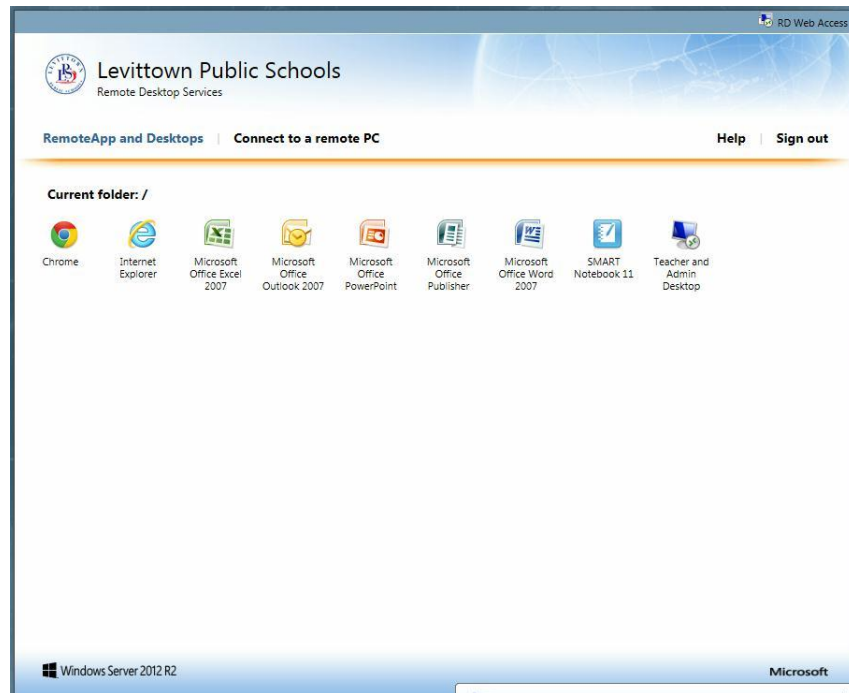 RD Web Access
Levittown Public Schools
Remote Desktop Services
RemoteApp and Desktops | Connect to a remote PC
Help | Sign out
Current folder: /
Chrome
Internet
Explorer
Microsoft
Office Excel
2007
Microsoft
Office
Outlook 2007
Microsoft
Office
PowerPoint
Microsoft
Office
Publisher
Microsoft
Office Word
2007
SMART
Notebook 11
Teacher and
Admin
Desktop
Windows Server 2012 R2
Microsoft